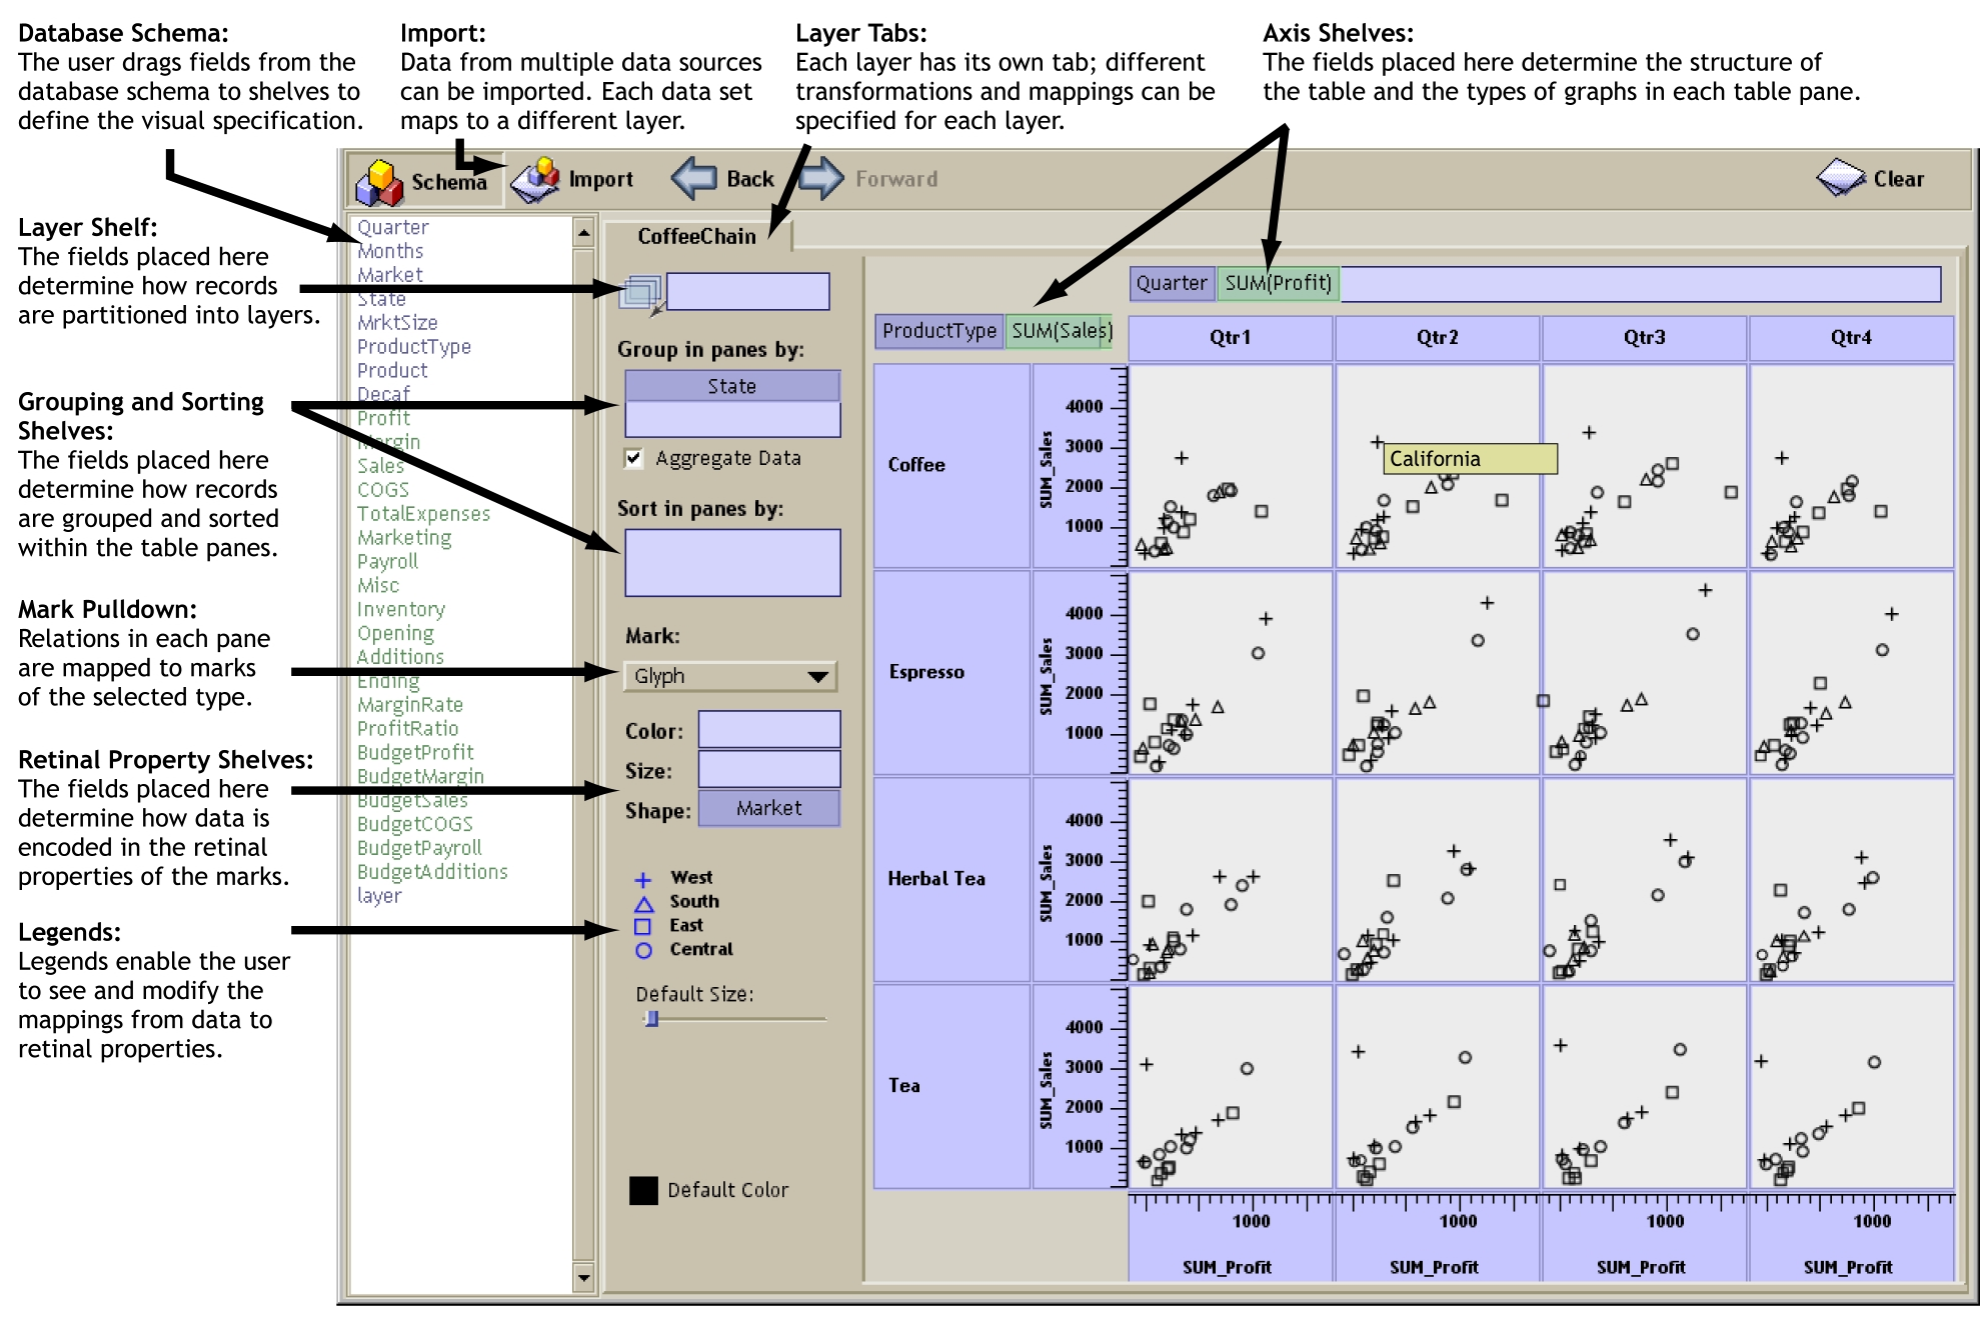 Database Schema:
The user drags fields from the
database schema to shelves to
define the visual specification.
Import:
Data from multiple data sources
can be imported. Each data set
maps to a different layer.
Layer Tabs:
Each layer has its own tab; different
transformations and mappings can be
specified for each layer.
Axis Shelves:
The fields placed here determine the structure of
the table and the types of graphs in each table pane.
Layer Shelf:
The fields placed here
determine how records
are partitioned into layers.
Grouping and Sorting
Shelves:
The fields placed here
determine how records
are grouped and sorted
within the table panes.
Mark Pulldown:
Relations in each pane
are mapped to marks
of the selected type.
Retinal Property Shelves:
The fields placed here
determine how data is
encoded in the retinal
properties of the marks.
Legends:
Legends enable the user
to see and modify the
mappings from data to
retinal properties.
Schema
Import
Back
Forward
Clear
Quarter
Months
Market
State
MrktSize
ProductType
Product
Decaf
Profit
Margin
Sales
COGS
TotalExpenses
Marketing
Payroll
Misc
Inventory
Opening
Additions
Ending
MarginRate
ProfitRatio
BudgetProfit
BudgetMargin
BudgetSales
BudgetCOGS
BudgetPayroll
BudgetAdditions
layer
CoffeeChain
Group in panes by:
State
Aggregate Data
Sort in panes by:
Mark:
Glyph
Color:
Size:
Shape:
Market
West
South
East
Central
Default Size:
Default Color
Quarter
SUM(Profit)
ProductType
SUM(Sales)
Qtr1
Qtr2
Qtr3
Qtr4
Coffee
SUM_Sales
4000
3000
2000
1000
California
Espresso
SUM_Sales
4000
3000
2000
1000
Herbal Tea
SUM_Sales
4000
3000
2000
1000
Tea
SUM_Sales
4000
3000
2000
1000
1000
1000
1000
1000
SUM_Profit
SUM_Profit
SUM_Profit
SUM_Profit